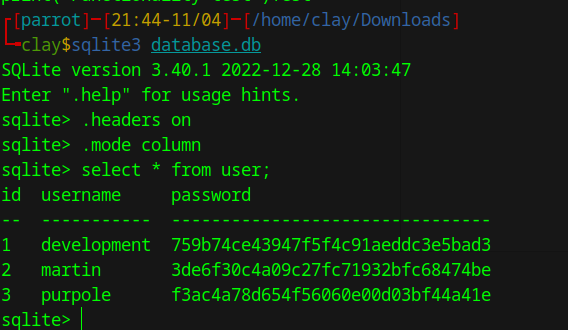 ┌─[parrot]─[21:44-11/04]─[/home/clay/Downloads]
└╼clay$sqlite3 database.db
SQLite version 3.40.1 2022-12-28 14:03:47
Enter ".help" for usage hints.
sqlite> .headers on
sqlite> .mode column
sqlite> select * from user;
id  username     password
--  -----------  --------------------------------
1   development  759b74ce43947f5f4c91aeddc3e5bad3
2   martin       3de6f30c4a09c27fc71932bfc68474be
3   purpole      f3ac4a78d654f56060e00d03bf44a41e
sqlite>